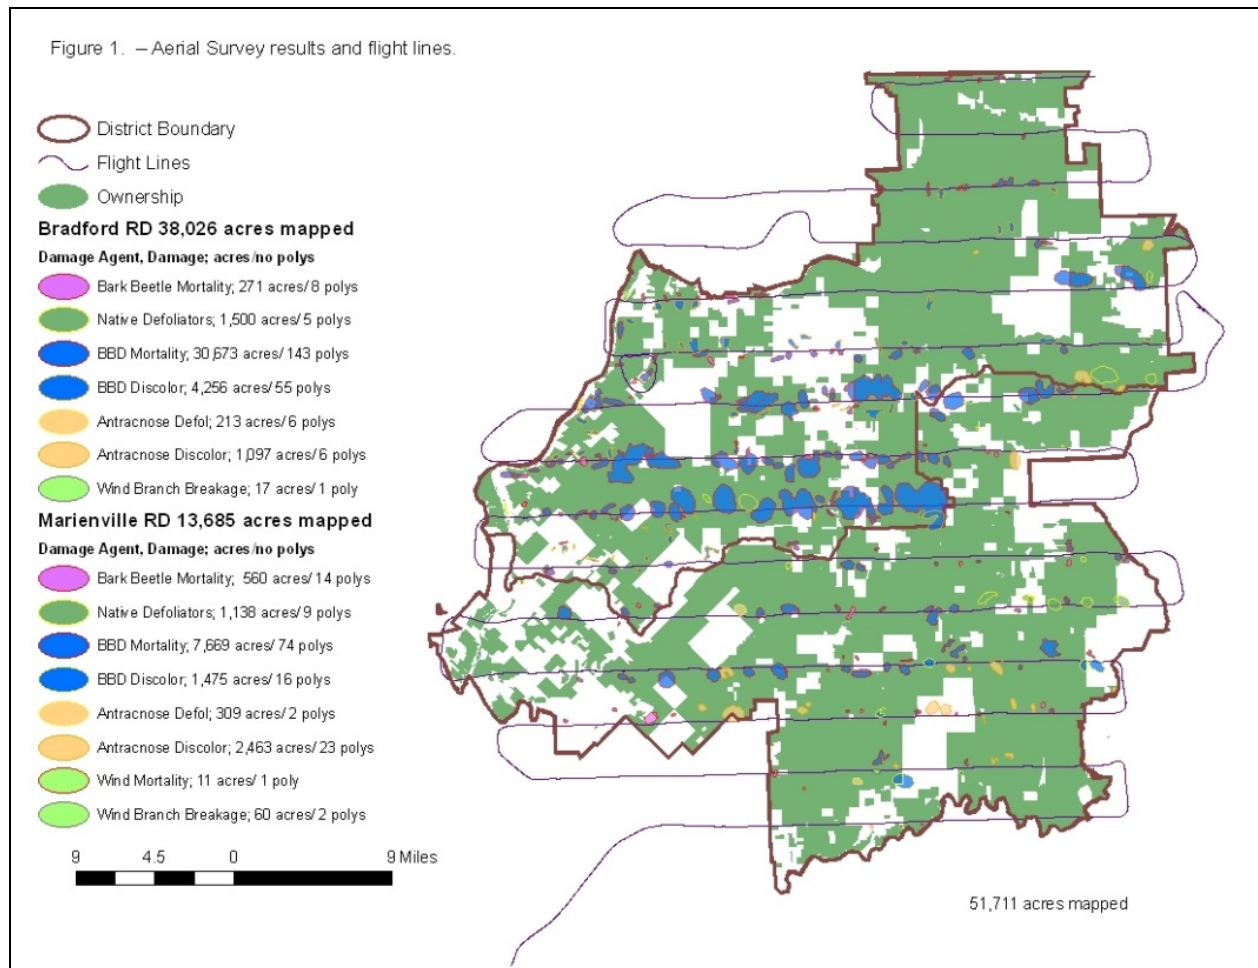 Figure 1. – Aerial Survey results and flight lines.
District Boundary
Flight Lines
Ownership
Bradford RD 38,026 acres mapped
Damage Agent, Damage; acres/no polys
Bark Beetle Mortality; 271 acres/ 8 polys
Native Defoliators; 1,500 acres/ 5 polys
BBD Mortality; 30,673 acres/ 143 polys
BBD Discolor; 4,256 acres/ 55 polys
Antracnose Defol; 213 acres/ 6 polys
Antracnose Discolor; 1,097 acres/ 6 polys
Wind Branch Breakage; 17 acres/ 1 poly
Marienville RD 13,685 acres mapped
Damage Agent, Damage; acres/no polys
Bark Beetle Mortality; 560 acres/ 14 polys
Native Defoliators; 1,138 acres/ 9 polys
BBD Mortality; 7,669 acres/ 74 polys
BBD Discolor; 1,475 acres/ 16 polys
Antracnose Defol; 309 acres/ 2 polys
Antracnose Discolor; 2,463 acres/ 23 polys
Wind Mortality; 11 acres/ 1 poly
Wind Branch Breakage; 60 acres/ 2 polys
9 4.5 0 9 Miles
51,711 acres mapped